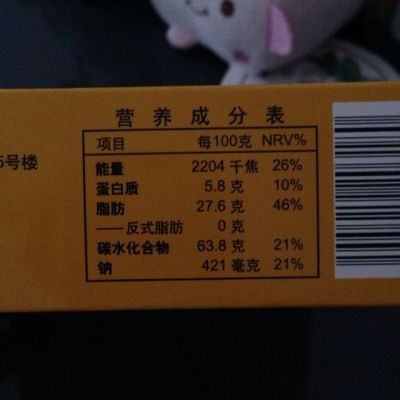 营养成分表
项目 每100克 NRV%
5号楼
能量 2204 千焦 26%
蛋白质 5.8 克 10%
脂肪 27.6 克 46%
——反式脂肪 0 克
碳水化合物 63.8 克 21%
钠 421 毫克 21%